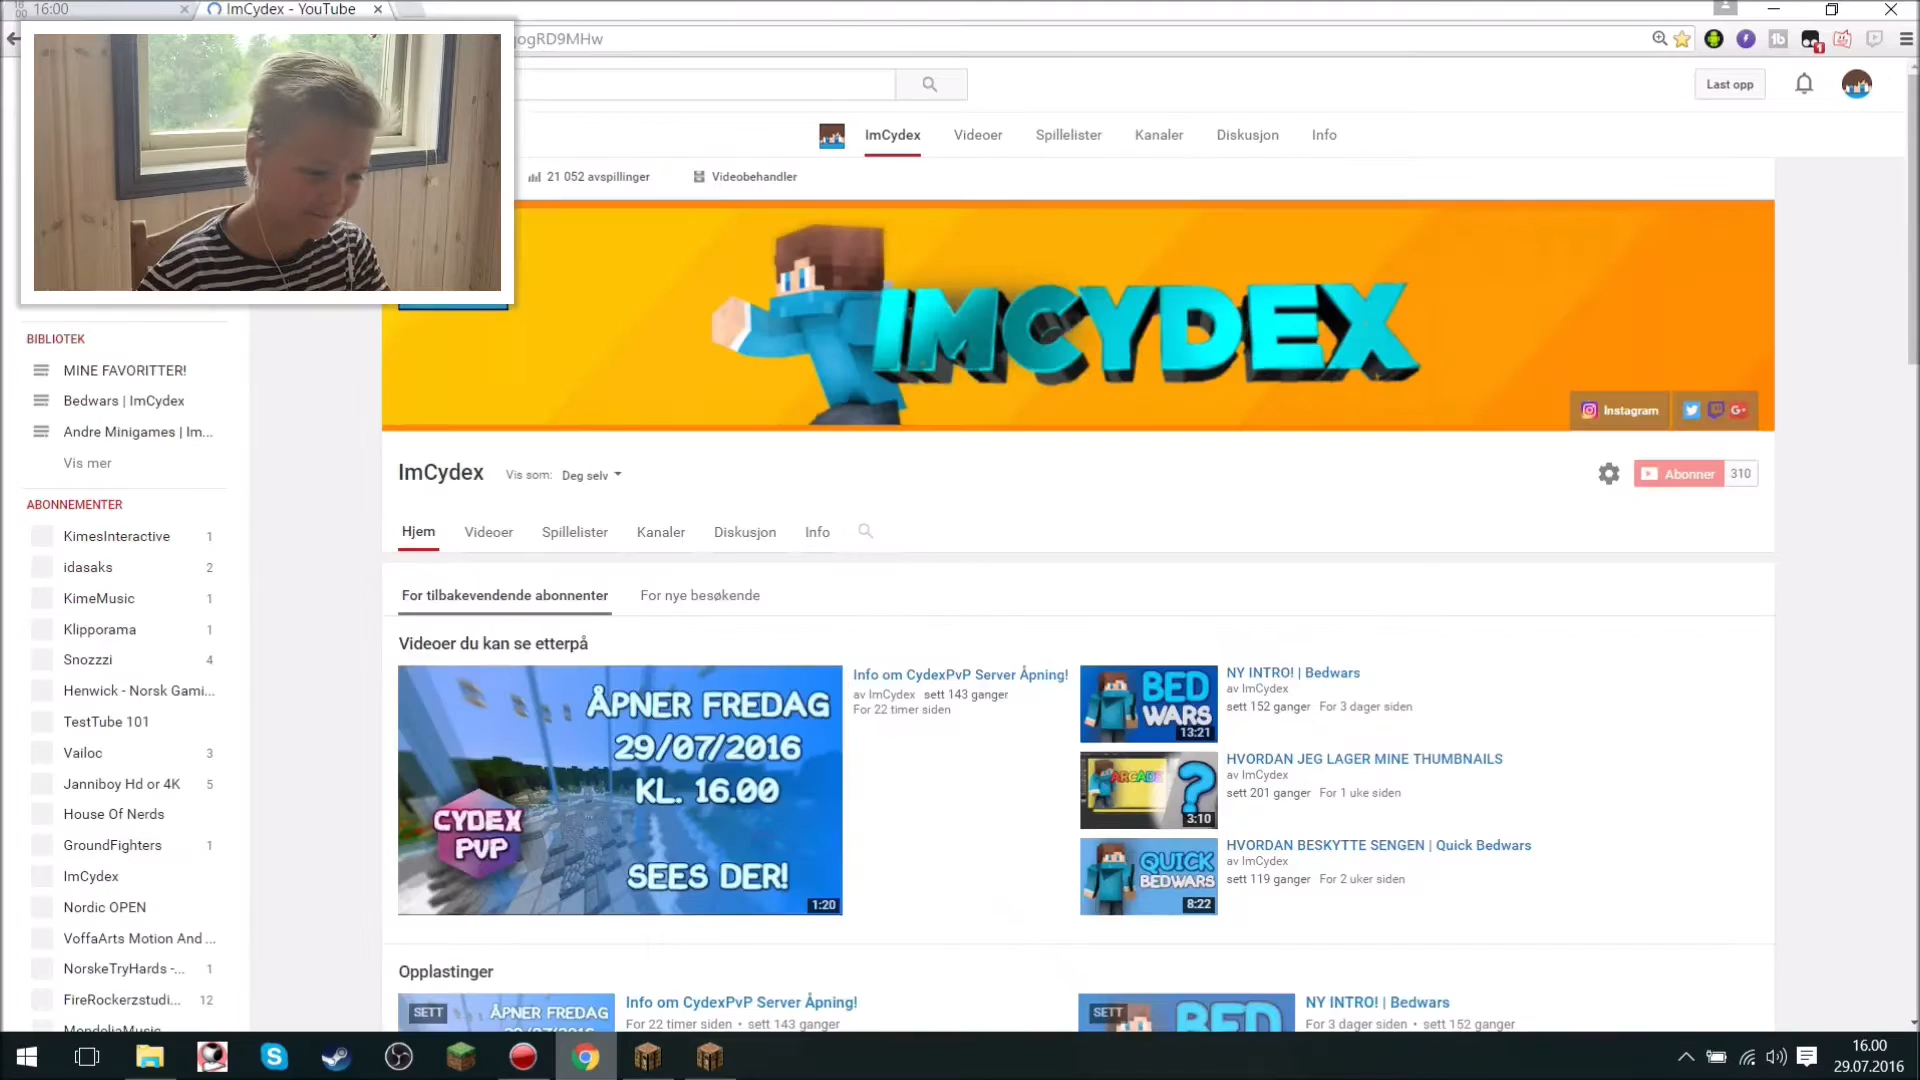 16:00
ImCydex - YouTube
jogRD9MHw
Last opp
ImCydex
Videoer
Spillelister
Kanaler
Diskusjon
Info
21 052 avspillinger
Videobehandler
IMCYDEX
Instagram
ImCydex
Vis som:
Deg selv
Abonner
310
Hjem
Videoer
Spillelister
Kanaler
Diskusjon
Info
For tilbakevendende abonnenter
For nye besøkende
BIBLIOTEK
MINE FAVORITTER!
Bedwars | ImCydex
Andre Minigames | Im...
Vis mer
ABONNEMENTER
KimesInteractive 1
idasaks 2
KimeMusic 1
Klipporama 1
Snozzzi 4
Henwick - Norsk Gami...
TestTube 101
Vailoc 3
Janniboy Hd or 4K 5
House Of Nerds
GroundFighters 1
ImCydex
Nordic OPEN
VoffaArts Motion And ...
NorskeTryHards -... 1
FireRockerzstudi... 12
MendeliaMusic
Videoer du kan se etterpå
ÅPNER FREDAG
29/07/2016
KL. 16.00
CYDEX
PVP
SEES DER!
1:20
Info om CydexPvP Server Åpning!
av ImCydex sett 143 ganger
For 22 timer siden
BED
WARS
13:21
NY INTRO! | Bedwars
av ImCydex
sett 152 ganger For 3 dager siden
ARCADE
?
3:10
HVORDAN JEG LAGER MINE THUMBNAILS
av ImCydex
sett 201 ganger For 1 uke siden
QUICK
BEDWARS
8:22
HVORDAN BESKYTTE SENGEN | Quick Bedwars
av ImCydex
sett 119 ganger For 2 uker siden
Opplastinger
SETT
ÅPNER FREDAG
29/07/2016
Info om CydexPvP Server Åpning!
For 22 timer siden • sett 143 ganger
SETT
BED
NY INTRO! | Bedwars
For 3 dager siden • sett 152 ganger
16.00
29.07.2016